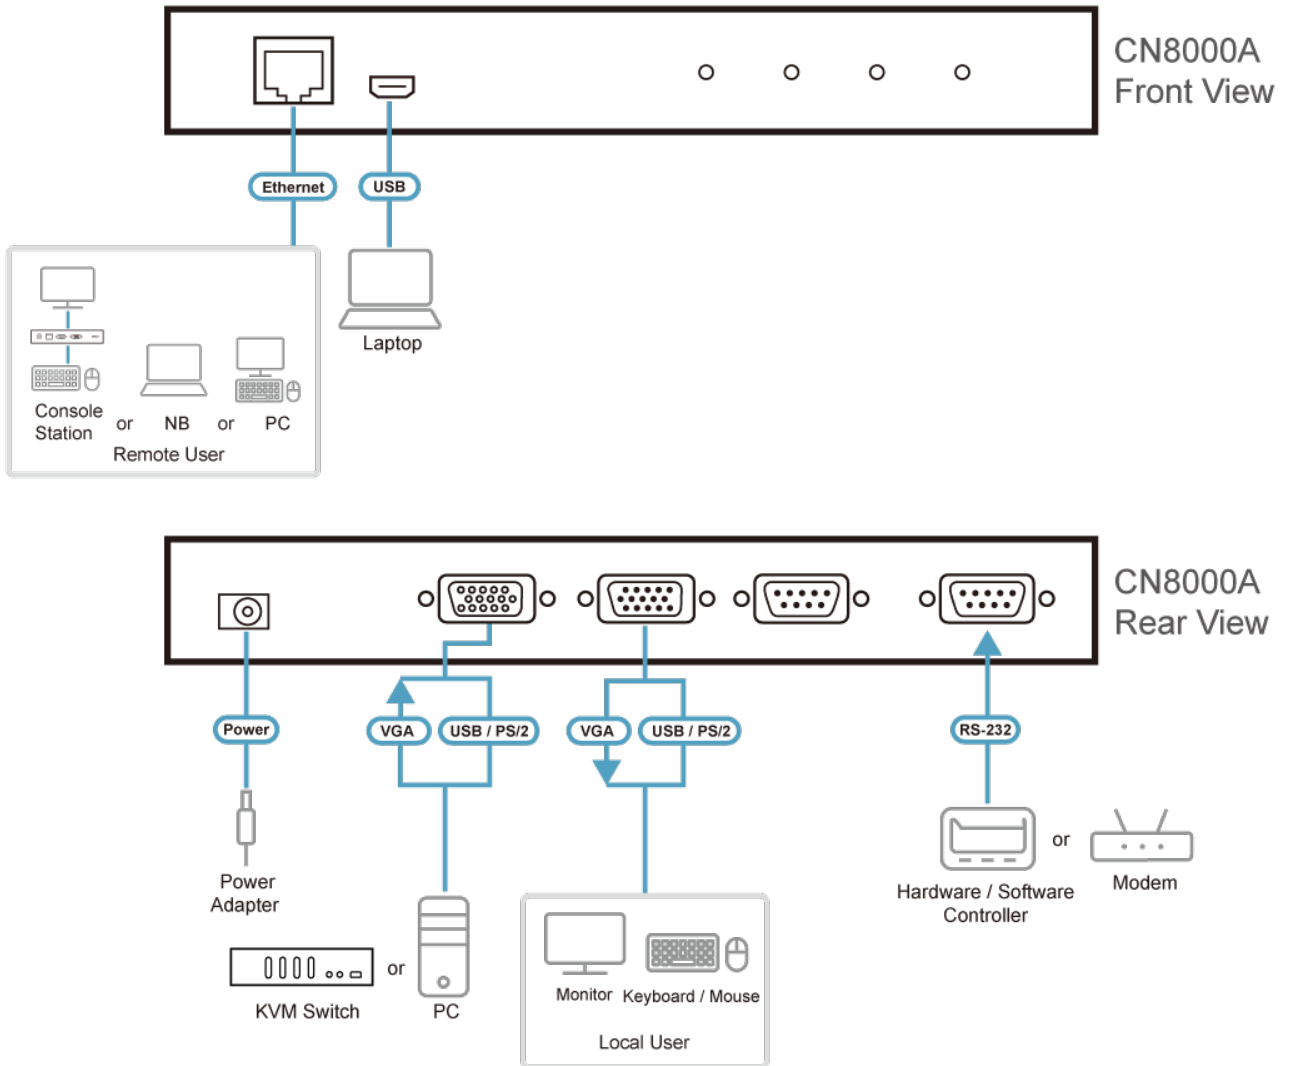 CN8000A
Front View
Ethernet
USB
Laptop
Console
Station
or
NB
or
PC
Remote User
CN8000A
Rear View
Power
VGA
USB / PS/2
VGA
USB / PS/2
RS-232
Power
Adapter
or
Hardware / Software
Controller
Modem
or
KVM Switch
PC
Monitor
Keyboard / Mouse
Local User